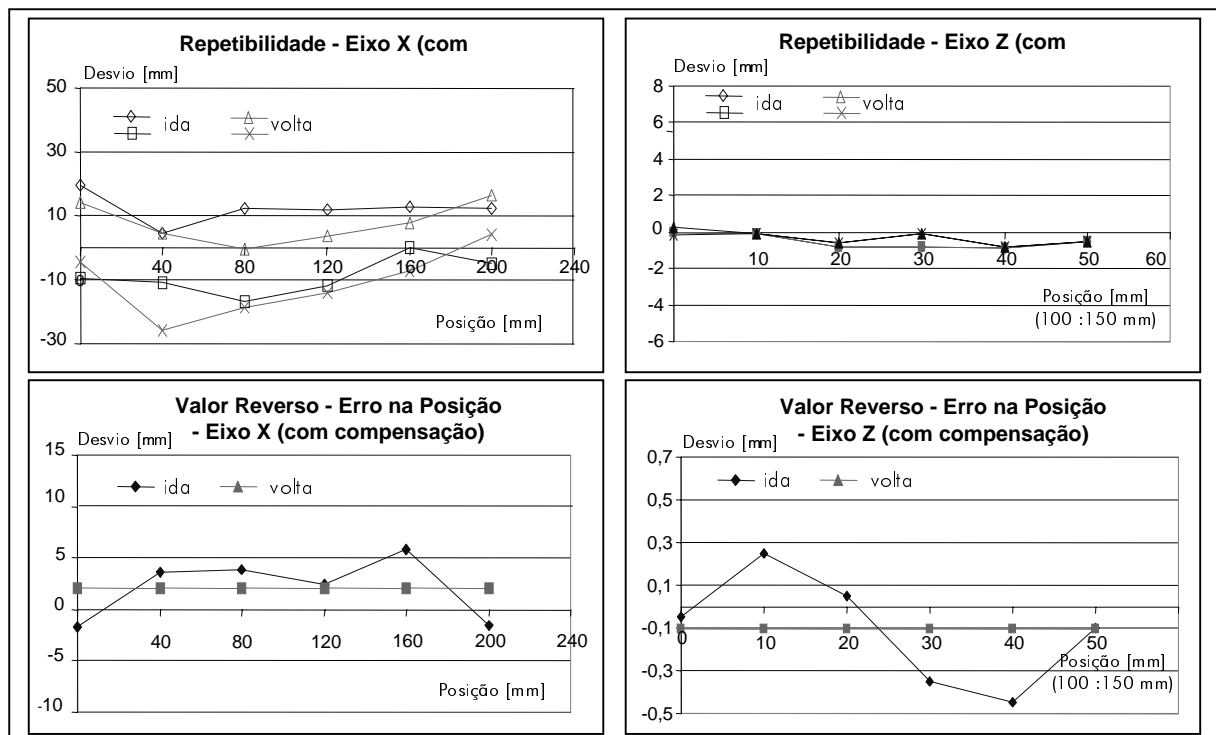 Repetibilidade - Eixo X (com
Desvio [mm]
50
ida
volta
30
10
40
80
120
160
200
240
-10
Posição [mm]
-30
Repetibilidade - Eixo Z (com
Desvio [mm]
8
ida
volta
6
4
2
0
10
20
30
40
50
60
-2
Posição [mm]
(100 :150 mm)
-4
-6
Valor Reverso - Erro na Posição
- Eixo X (com compensação)
Desvio [mm]
15
ida
volta
10
5
0
40
80
120
160
200
240
-5
Posição [mm]
-10
Valor Reverso - Erro na Posição
- Eixo Z (com compensação)
Desvio [mm]
0,7
ida
volta
0,5
0,3
0,1
-0,1
0
10
20
30
40
50
Posição [mm]
(100 :150 mm)
-0,3
-0,5